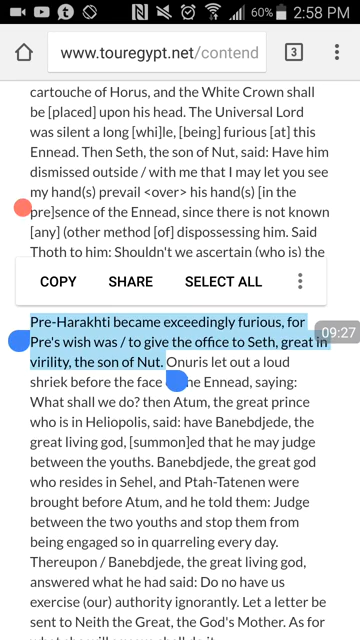 60% 2:58 PM
www.touregypt.net/contend
3
cartouche of Horus, and the White Crown shall
be [placed] upon his head. The Universal Lord
was silent a long [whi]le, [being] furious [at] this
Ennead. Then Seth, the son of Nut, said: Have him
dismissed outside / with me that I may let you see
my hand(s) prevail <over> his hand(s) [in the
pre]sence of the Ennead, since there is not known
[any] (other method [of] dispossessing him. Said
Thoth to him: Shouldn't we ascertain (who is) the
COPY SHARE SELECT ALL
Pre-Harakhti became exceedingly furious, for
Pre's wish was / to give the office to Seth, great in
09:27
virility, the son of Nut. Onuris let out a loud
shriek before the face Ennead, saying:
What shall we do? then Atum, the great prince
who is in Heliopolis, said: have Banebdjede, the
great living god, [summon]ed that he may judge
between the youths. Banebdjede, the great god
who resides in Sehel, and Ptah-Tatenen were
brought before Atum, and he told them: Judge
between the two youths and stop them from
being engaged so in quarreling every day.
Thereupon / Banebdjede, the great living god,
answered what he had said: Do no have us
exercise (our) authority ignorantly. Let a letter be
sent to Neith the Great, the God's Mother. As for